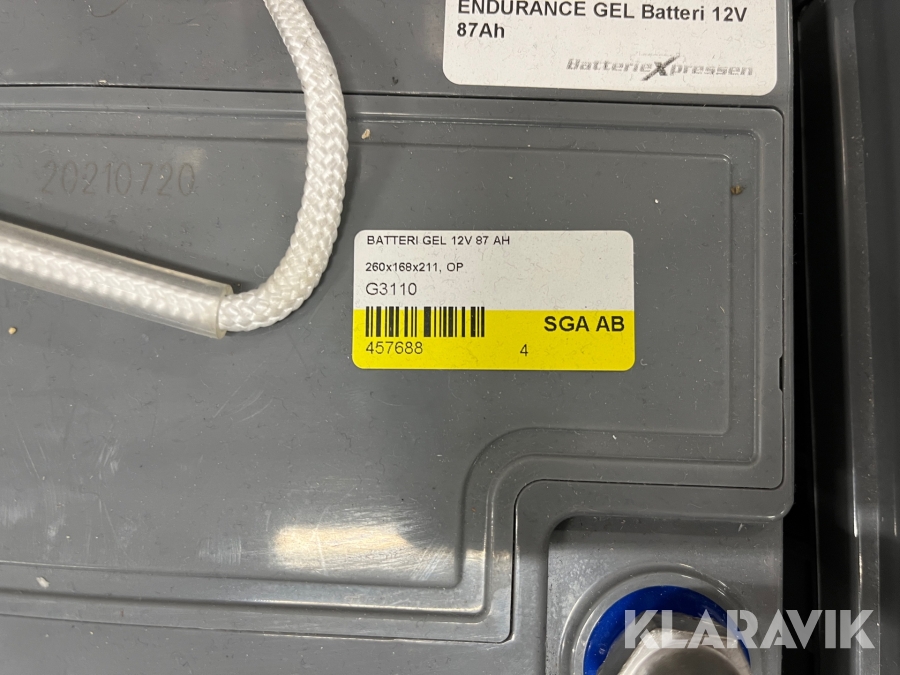 ENDURANCE GEL Batteri 12V
87Ah
BatterieXpressen
20210720
BATTERI GEL 12V 87 AH
260x168x211, OP
G3110
SGA AB
457688 4
KLARAVIK